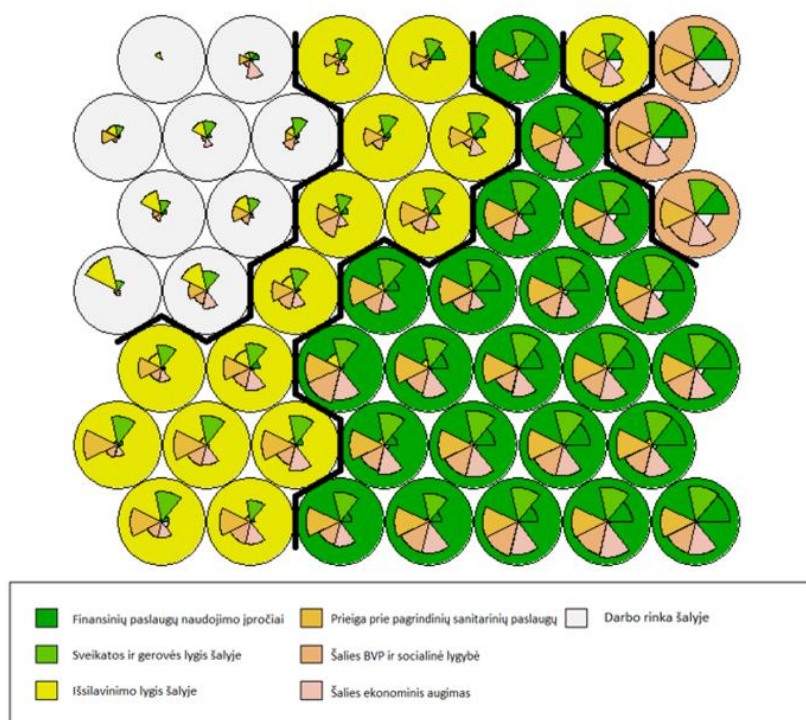 Finansinių paslaugų naudojimo įpročiai
Prieiga prie pagrindinių sanitarinių paslaugų
Darbo rinka šalyje
Sveikatos ir gerovės lygis šalyje
Šalies BVP ir socialinė lygybė
Išsilavinimo lygis šalyje
Šalies ekonominis augimas